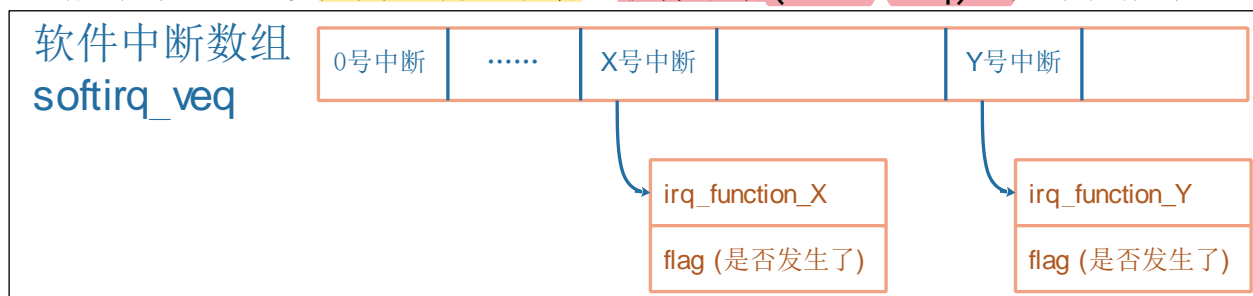 软件中断数组
softirq_veq
0号中断
······
X号中断
Y号中断
irq_function_X
flag (是否发生了)
irq_function_Y
flag (是否发生了)